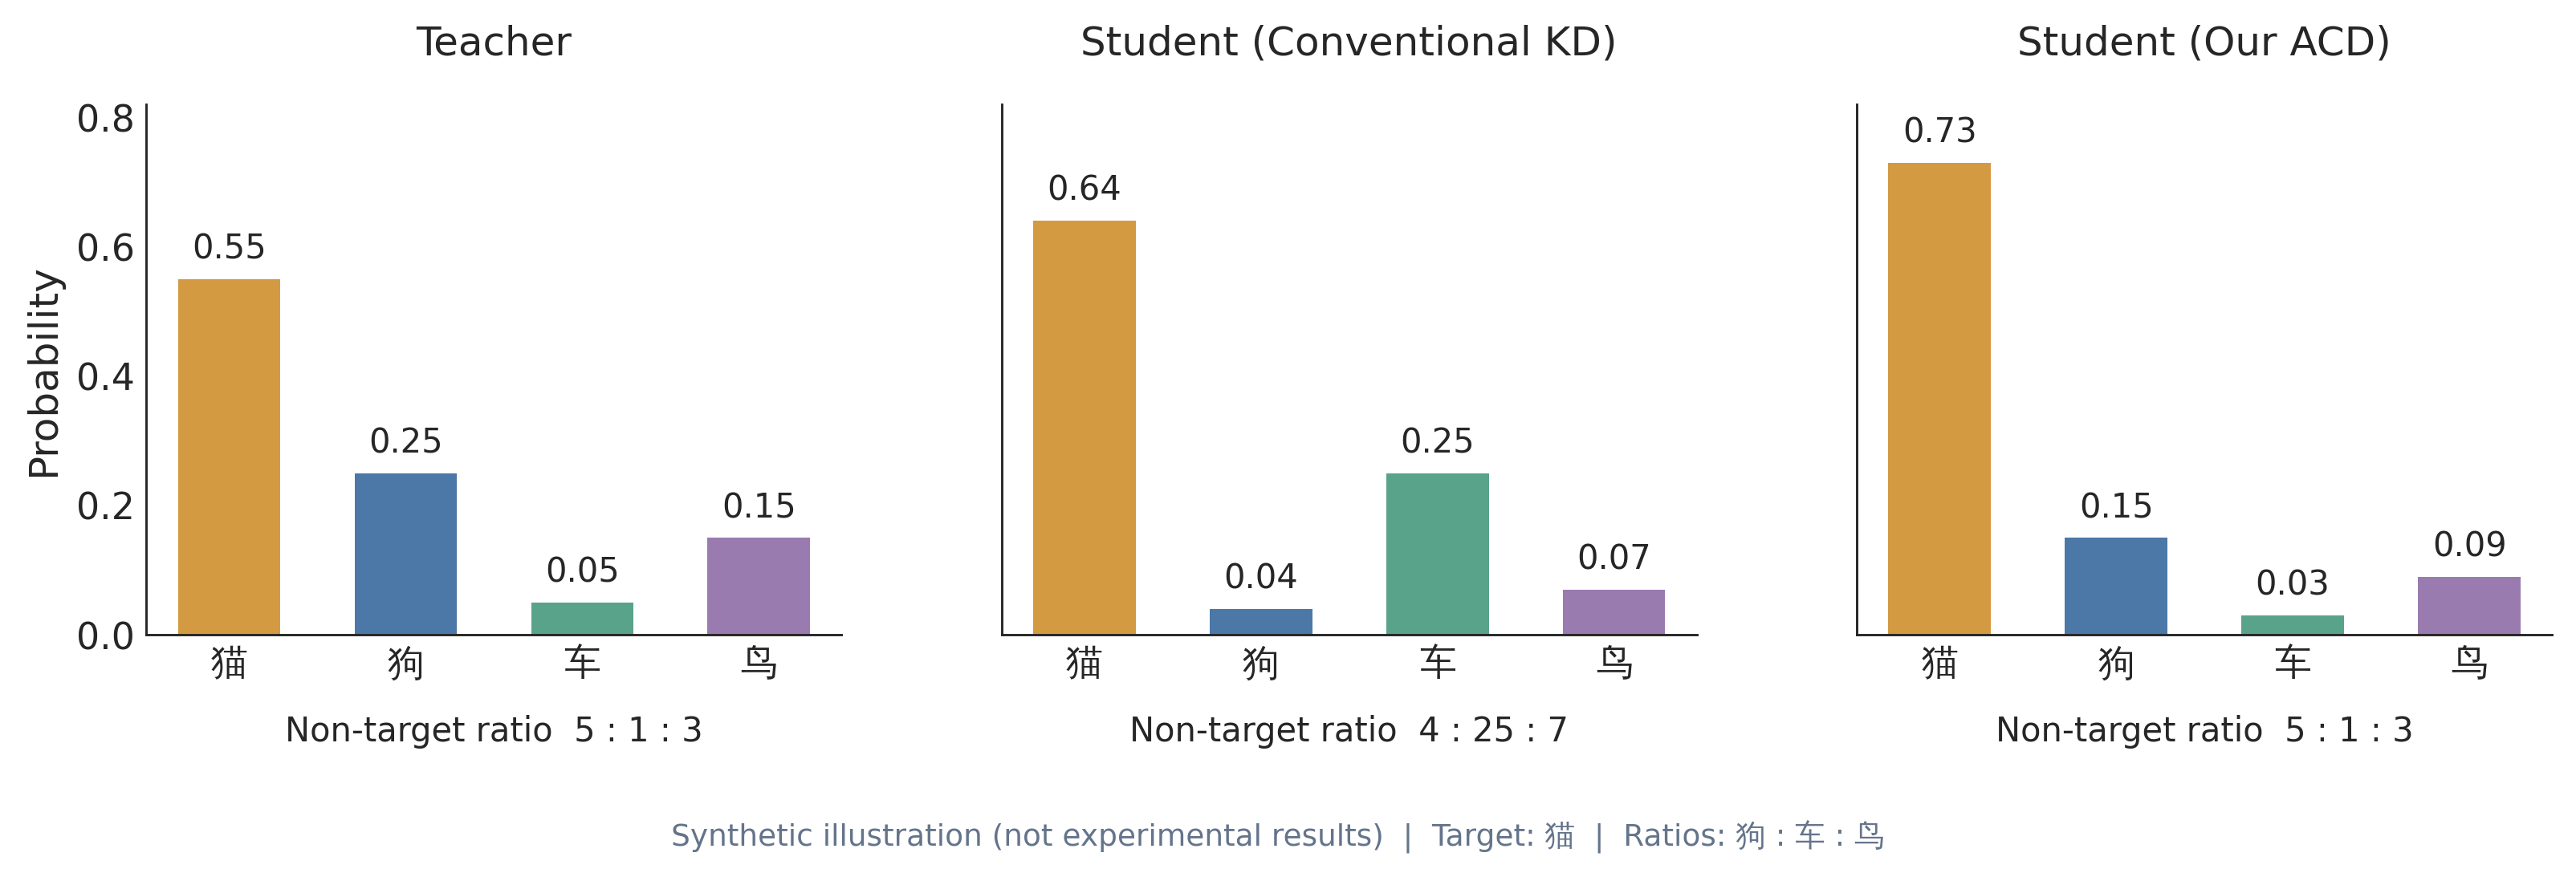 Teacher
Student (Conventional KD)
Student (Our ACD)
Probability
0.8
0.6
0.4
0.2
0.0
0.55
0.25
0.05
0.15
猫 狗 车 鸟
Non-target ratio 5 : 1 : 3
0.64
0.04
0.25
0.07
猫 狗 车 鸟
Non-target ratio 4 : 25 : 7
0.73
0.15
0.03
0.09
猫 狗 车 鸟
Non-target ratio 5 : 1 : 3
Synthetic illustration (not experimental results) | Target: 猫 | Ratios: 狗 : 车 : 鸟